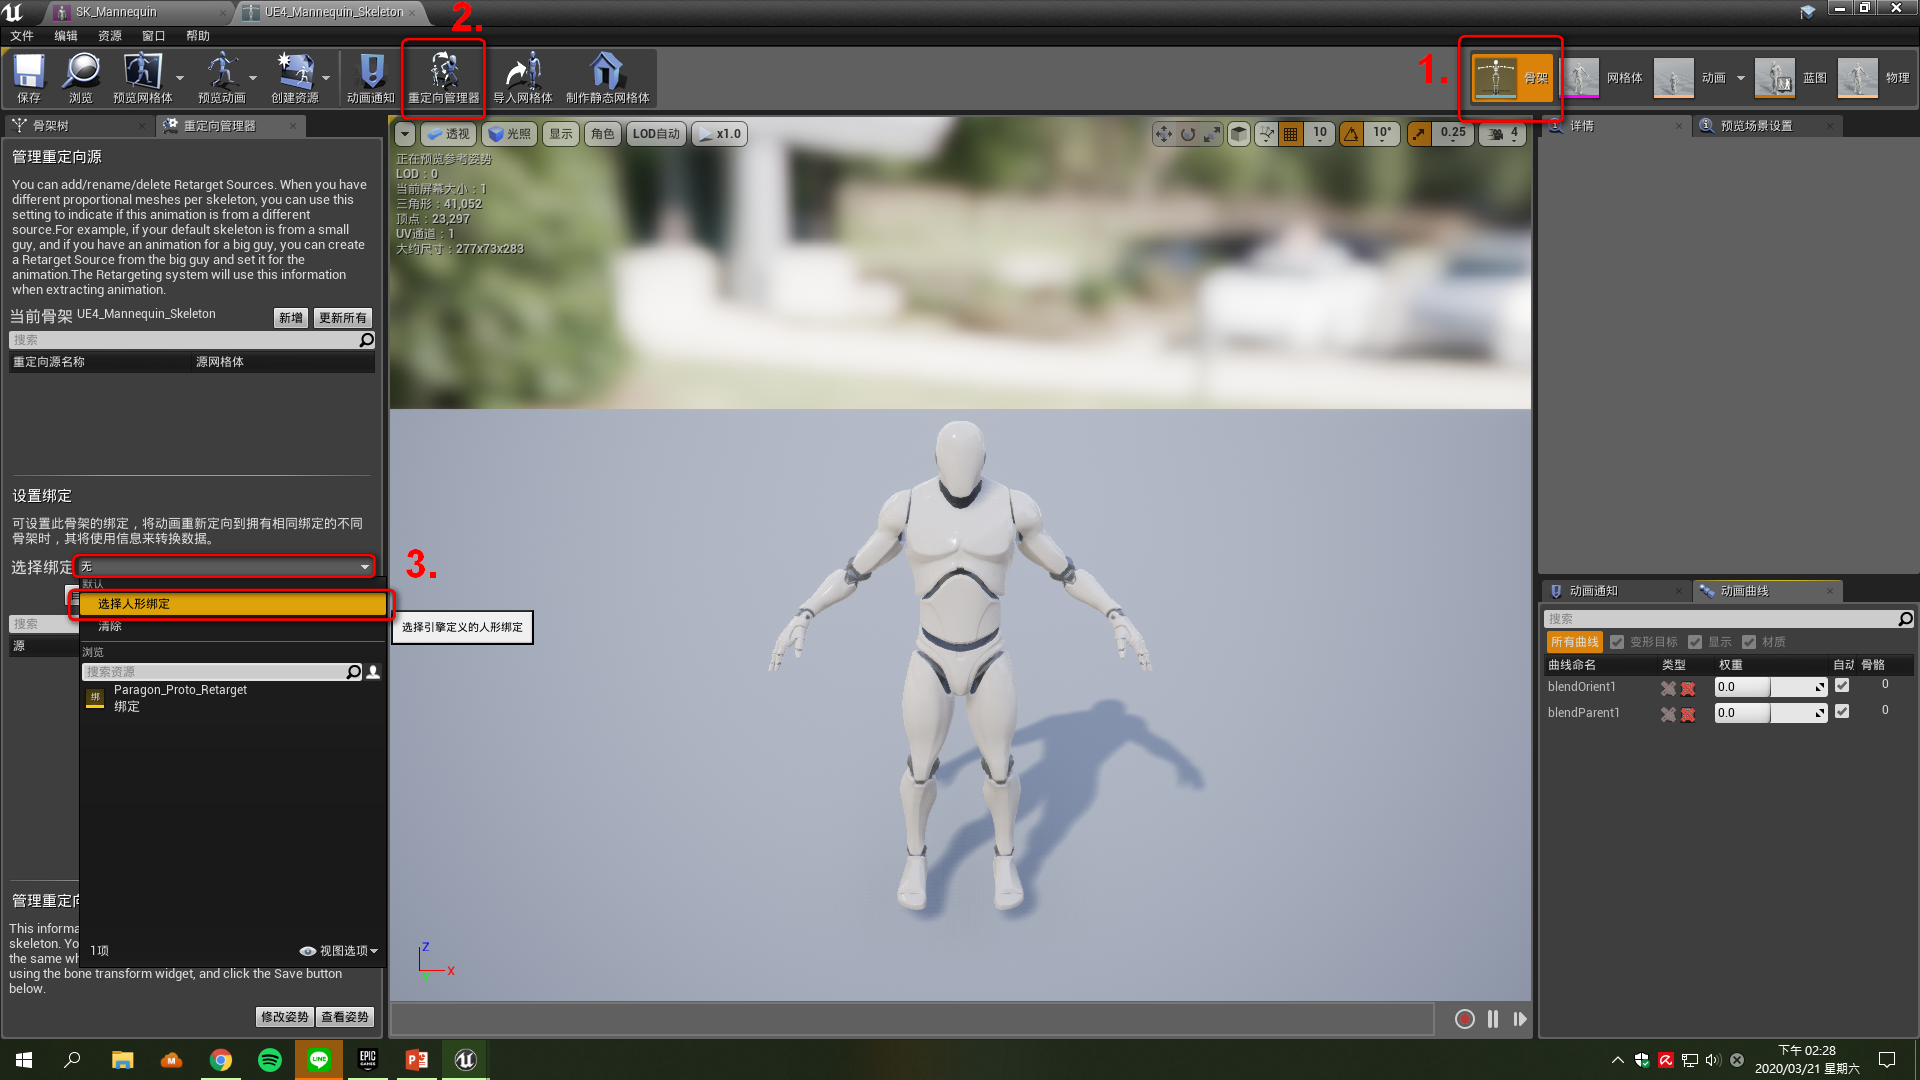 SK_Mannequin
UE4_Mannequin_Skeleton
2.
文件 编辑 资源 窗口 帮助
保存 浏览 预览网格体 预览动画 创建资源 动画通知 重定向管理器 导入网格体 制作静态网格体
1.
骨架 网格体 动画 蓝图 物理
骨架树
重定向管理器
管理重定向源
You can add/rename/delete Retarget Sources. When you have
different proportional meshes per skeleton, you can use this
setting to indicate if this animation is from a different
source.For example, if your default skeleton is from a small
guy, and if you have an animation for a big guy, you can create
a Retarget Source from the big guy and set it for the
animation.The Retargeting system will use this information
when extracting animation.
当前骨架 UE4_Mannequin_Skeleton 新增 更新所有
搜索
重定向源名称 源网格体
设置绑定
可设置此骨架的绑定，将动画重新定向到拥有相同绑定的不同
骨架时，其将使用信息来转换数据。
选择绑定 无
3.
默认
选择人形绑定
选择引擎定义的人形绑定
清除
搜索
源
浏览
搜索资源
绑
Paragon_Proto_Retarget
绑定
1项 视图选项
管理重定向
This informa
skeleton. Yo
the same wh
using the bone transform widget, and click the Save button
below.
修改姿势 查看姿势
透视 光照 显示 角色 LOD自动 x1.0
10 10° 0.25 4
正在预览参考姿势
LOD：0
当前屏幕大小：1
三角形：41,052
顶点：23,297
UV通道：1
大约尺寸：277x73x283
Z
X
Y
详情
预览场景设置
动画通知
动画曲线
搜索
所有曲线 变形目标 显示 材质
曲线命名 类型 权重 自动 骨骼
blendOrient1 0.0 0
blendParent1 0.0 0
LINE
EPIC
GAMES
下午 02:28
2020/03/21 星期六